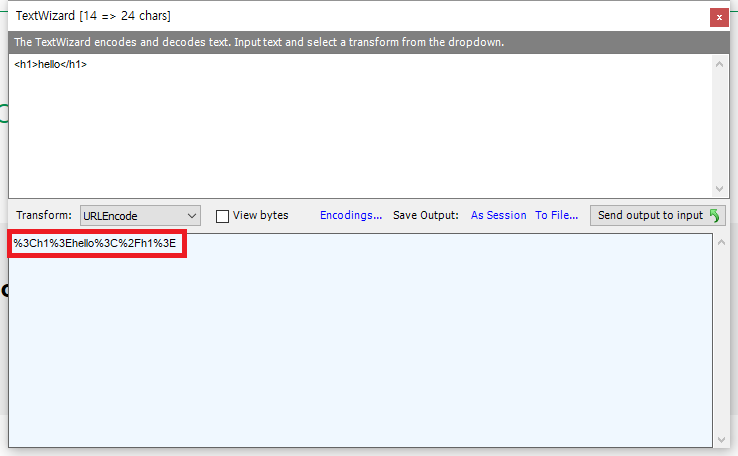 TextWizard [14 => 24 chars]
x
The TextWizard encodes and decodes text. Input text and select a transform from the dropdown.
<h1>hello</h1>
Transform: URLEncode View bytes Encodings... Save Output: As Session To File... Send output to input
%3Ch1%3Ehello%3C%2Fh1%3E